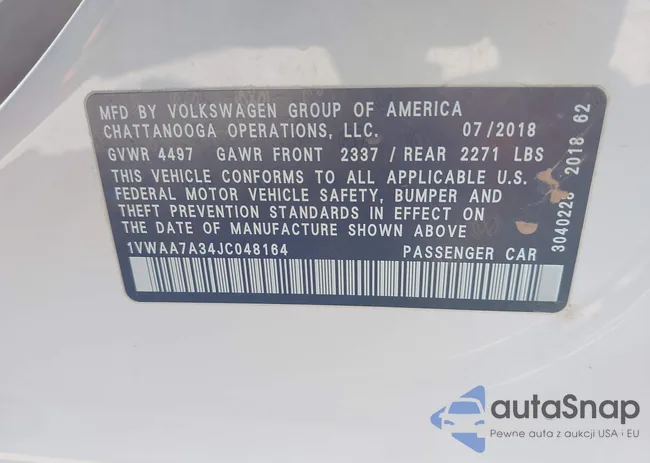 MFD BY VOLKSWAGEN GROUP OF AMERICA
CHATTANOOGA OPERATIONS, LLC. 07/2018
GVWR 4497 GAWR FRONT 2337 / REAR 2271 LBS
THIS VEHICLE CONFORMS TO ALL APPLICABLE U.S.
FEDERAL MOTOR VEHICLE SAFETY, BUMPER AND
THEFT PREVENTION STANDARDS IN EFFECT ON
THE DATE OF MANUFACTURE SHOWN ABOVE
1VWAA7A34JC048164 PASSENGER CAR
3040228 2018 62
autaSnap
Pewne auta z aukcji USA i EU